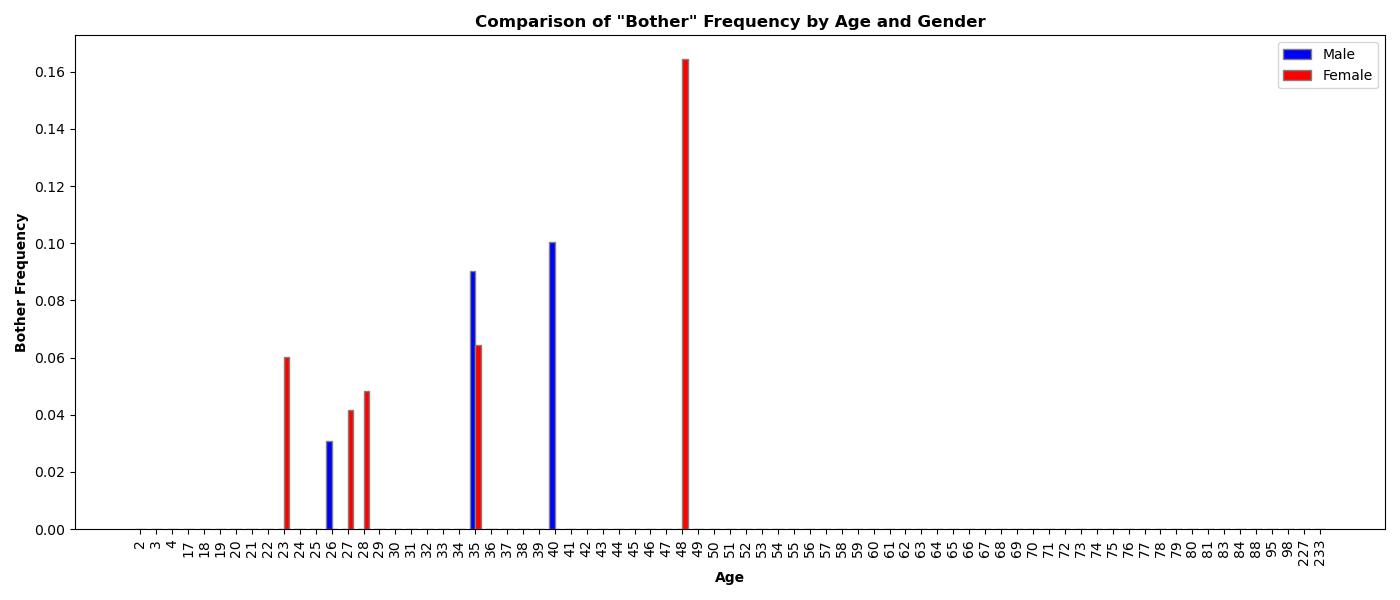 Comparison of "Bother" Frequency by Age and Gender
Male
Female
Bother Frequency
0.16
0.14
0.12
0.10
0.08
0.06
0.04
0.02
0.00
2 3 4 17 18 19 20 21 22 23 24 25 26 27 28 29 30 31 32 33 34 35 36 37 38 39 40 41 42 43 44 45 46 47 48 49 50 51 52 53 54 55 56 57 58 59 60 61 62 63 64 65 66 67 68 69 70 71 72 73 74 75 76 77 78 79 80 81 83 84 88 95 98 227 233
Age